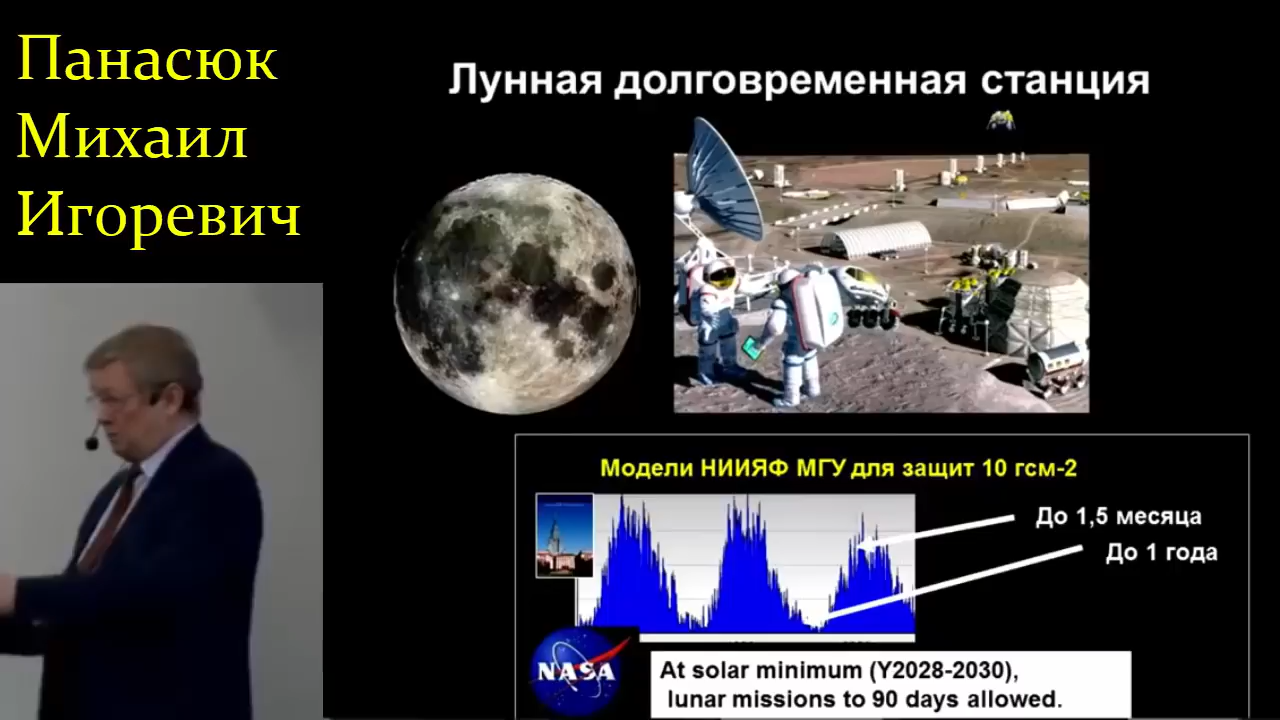 Панасюк
Михаил
Игоревич
Лунная долговременная станция
Модели НИИЯФ МГУ для защит 10 гсм-2
До 1,5 месяца
До 1 года
NASA
At solar minimum (Y2028-2030),
lunar missions to 90 days allowed.